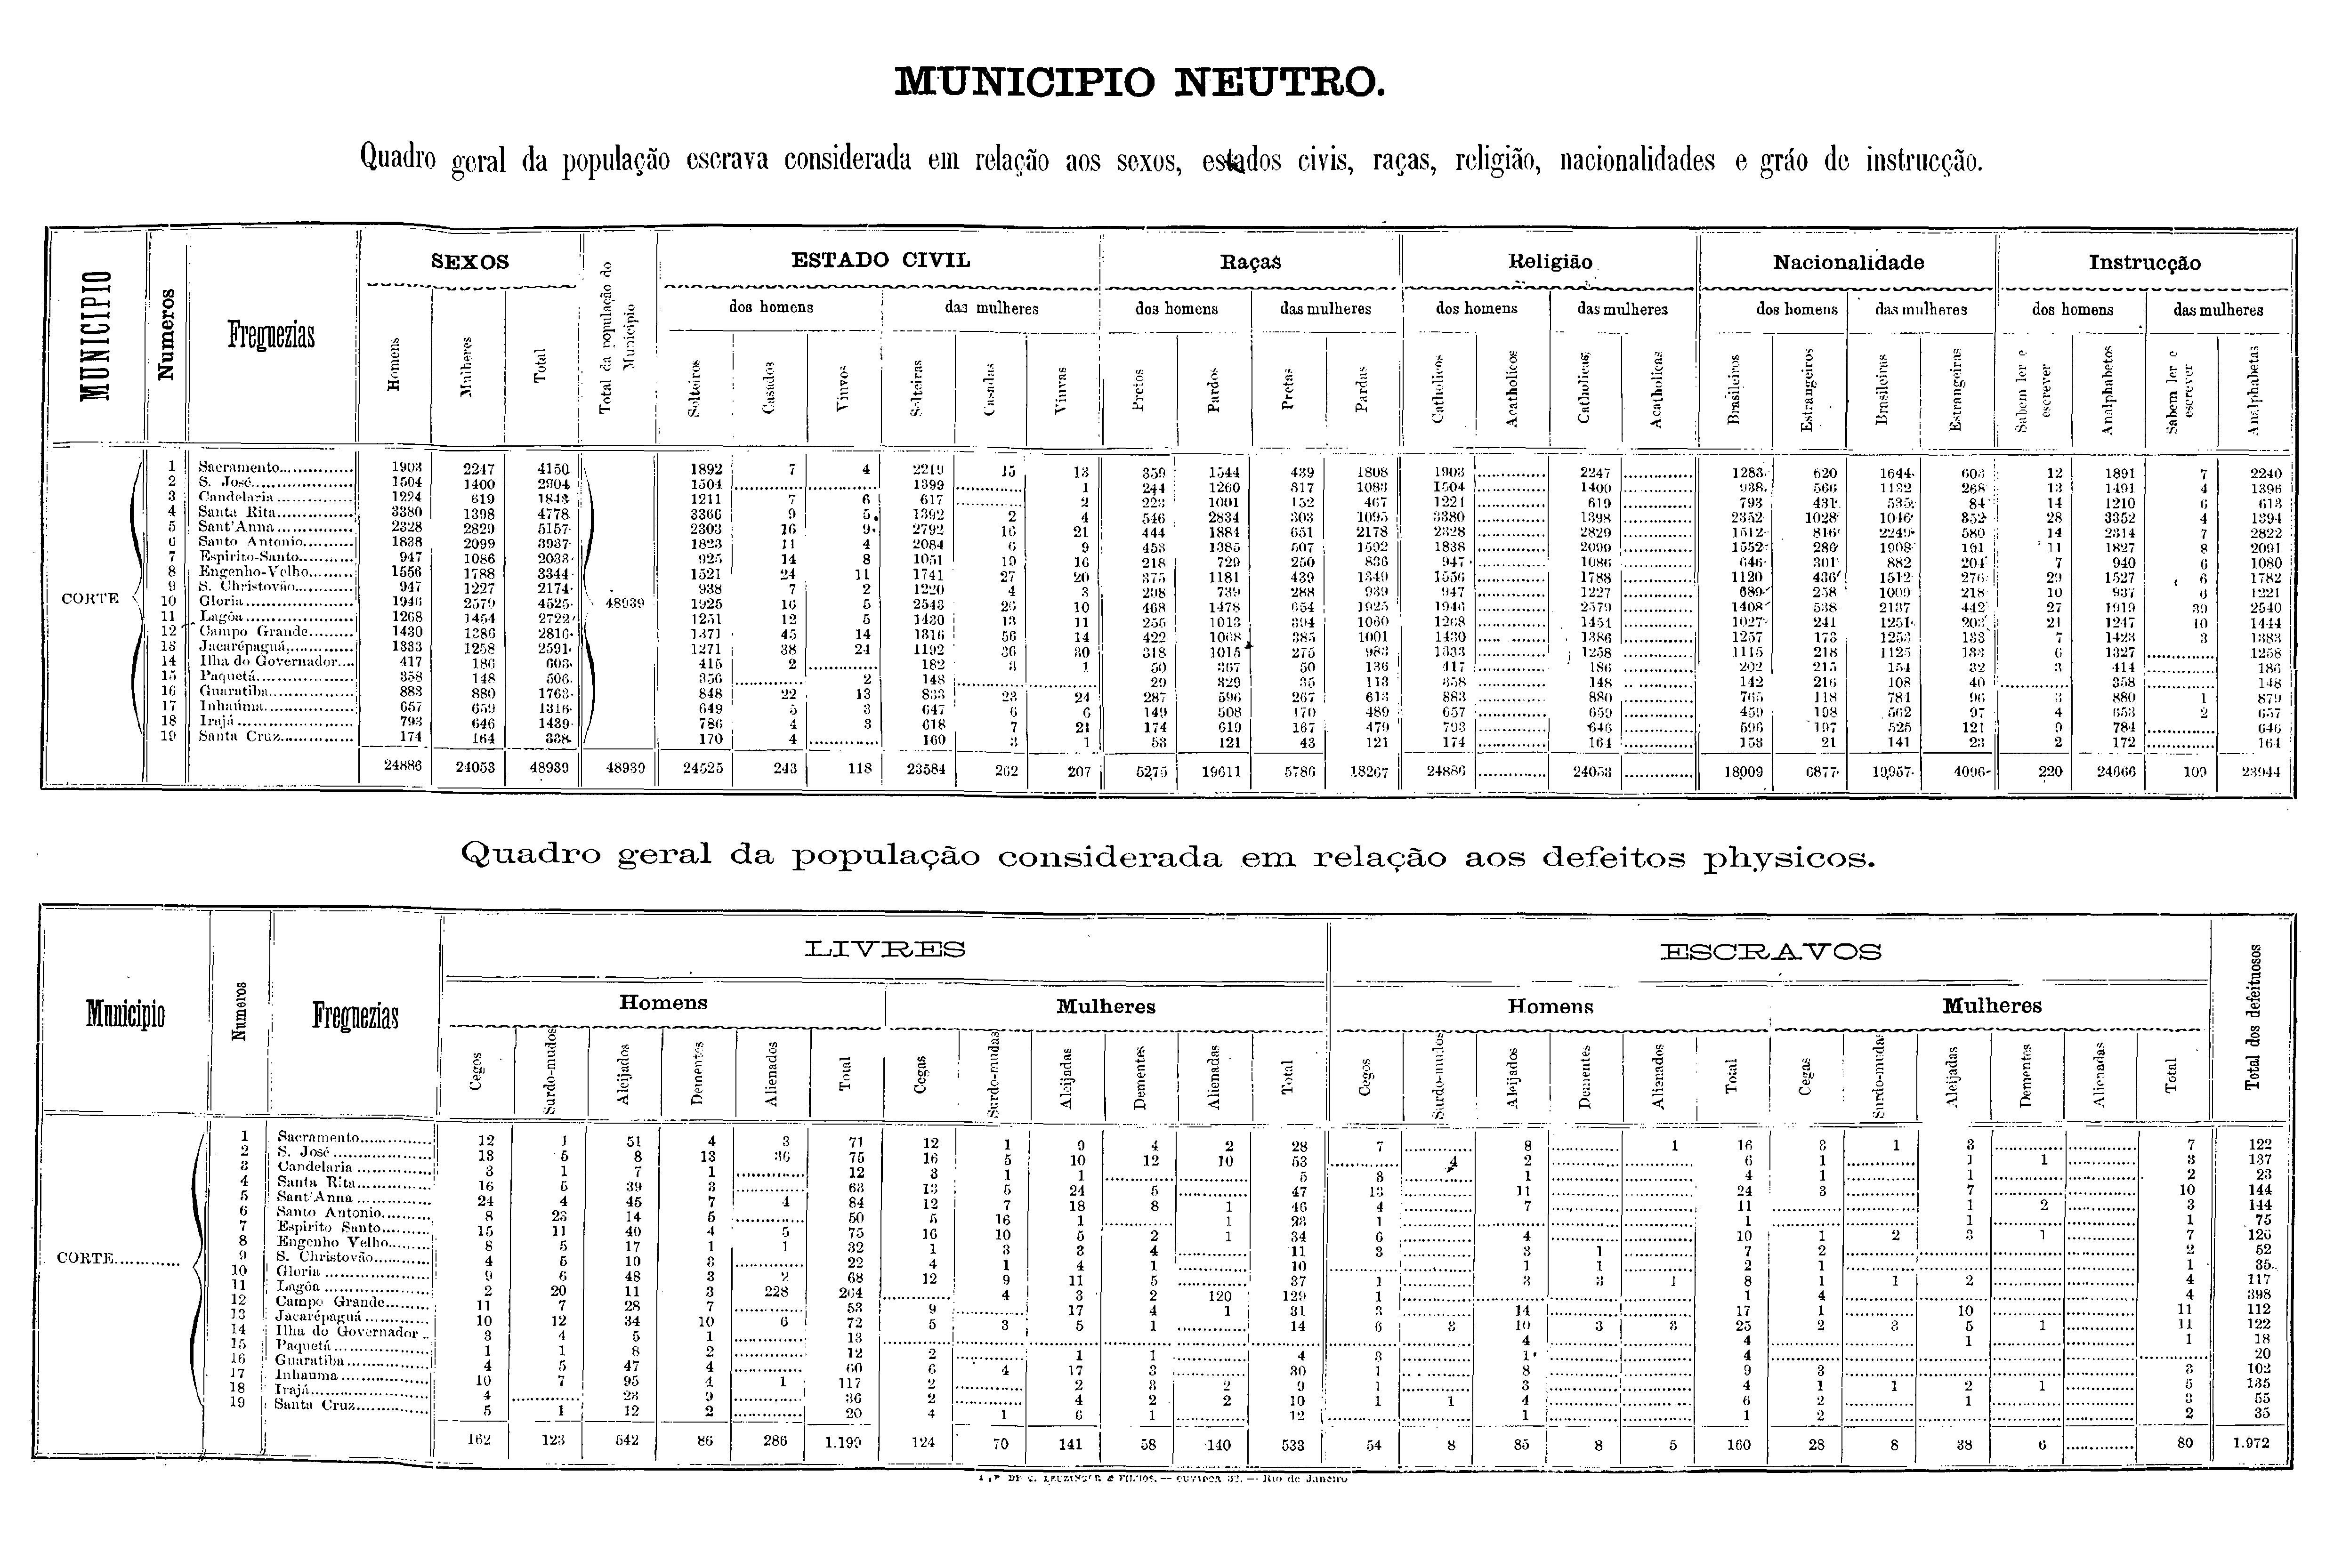 MUNICIPIO NEUTRO.
Quadro geral da população escrava considerada em relação aos sexos, estados civis, raças, religião, nacionalidades e gráo de instrucção.
MUNICIPIO Numeros Freguezias SEXOS Total da população do Municipio ESTADO CIVIL Raças Religião Nacionalidade Instrucção
dos homens das mulheres dos homens das mulheres dos homens das mulheres dos homens das mulheres dos homens das mulheres
Homens Mulheres Total Solteiros Casados Viuvos Solteiras Casadas Viuvas Pretos Pardos Pretas Pardas Catholicos Acatholicos Catholicas Acatholicas Brasileiros Estrangeiros Brasileiras Estrangeiras Sabem ler e escrever Analphabetos Sabem ler e escrever Analphabetas
CORTE 48939
1 Sacramento 1903 2247 4150 1892 7 4 2219 15 13 359 1544 439 1808 1903 2247 1283 620 1644 603 12 1891 7 2240
2 S. José 1504 1400 2904 1504 1399 1 244 1260 317 1083 1504 1400 938 566 1132 268 13 1491 4 1396
3 Candelaria 1224 619 1843 1211 7 6 617 2 223 1001 152 467 1224 619 793 431 535 84 14 1210 6 613
4 Santa Rita 3380 1398 4778 3366 9 5 1392 2 4 546 2834 303 1095 3380 1398 2352 1028 1046 352 28 3352 4 1394
5 Sant'Anna 2328 2829 5157 2303 16 9 2792 16 21 444 1884 651 2178 2328 2829 1512 816 2249 580 14 2314 7 2822
6 Santo Antonio 1838 2099 3937 1823 11 4 2084 6 9 453 1385 507 1592 1838 2099 1552 286 1908 191 11 1827 8 2091
7 Espirito-Santo 947 1086 2033 925 14 8 1051 19 16 218 729 250 836 947 1086 646 301 882 204 7 940 6 1080
8 Engenho-Velho 1556 1788 3344 1521 24 11 1741 27 20 375 1181 439 1349 1556 1788 1120 436 1512 276 29 1527 6 1782
9 S. Christovão 947 1227 2174 938 7 2 1220 4 3 208 739 288 939 947 1227 689 258 1009 218 10 937 6 1221
10 Gloria 1946 2579 4525 1925 16 5 2543 26 10 468 1478 654 1925 1946 2579 1408 538 2137 442 27 1919 39 2540
11 Lagôa 1268 1454 2722 1251 12 5 1430 13 11 255 1013 394 1060 1268 1454 1027 241 1251 203 21 1247 10 1444
12 Campo Grande 1430 1386 2816 1371 45 14 1316 56 14 422 1008 385 1001 1430 1386 1257 173 1253 133 7 1423 3 1383
13 Jacarépaguá 1333 1258 2591 1271 38 24 1192 36 30 318 1015 275 983 1333 1258 1115 218 1125 133 6 1327 1258
14 Ilha do Governador 417 186 603 415 2 182 3 1 50 367 50 136 417 186 202 215 154 32 3 414 186
15 Paquetá 358 148 506 356 2 148 29 329 35 113 358 148 142 216 108 40 358 148
16 Guaratiba 883 880 1763 848 22 13 833 23 24 287 596 267 613 883 880 765 118 781 96 3 880 1 879
17 Inhaúma 657 659 1316 649 5 3 647 6 6 149 508 170 489 657 659 459 198 562 97 4 653 2 657
18 Irajá 793 646 1439 786 4 3 618 7 21 174 619 167 479 793 646 596 197 525 121 9 784 646
19 Santa Cruz 174 164 338 170 4 160 3 1 53 121 43 121 174 164 153 21 141 23 2 172 164
24886 24053 48939 48939 24525 243 118 23584 262 207 5275 19611 5786 18267 24886 24053 18009 6877 19957 4096 220 24666 109 23944
Quadro geral da população considerada em relação aos defeitos physicos.
Municipio Numeros Freguezias LIVRES ESCRAVOS Total dos defeituosos
Homens Mulheres Homens Mulheres
Cegos Surdo-mudos Aleijados Dementes Alienados Total Cegas Surdo-mudas Aleijadas Dementes Alienadas Total Cegos Surdo-mudos Aleijados Dementes Alienados Total Cegas Surdo-mudas Aleijadas Dementes Alienadas Total
CORTE
1 Sacramento 12 1 51 4 3 71 12 1 9 4 2 28 7 8 1 16 3 1 3 7 122
2 S. José 13 5 8 13 36 75 16 5 10 12 10 53 4 2 6 1 1 1 3 137
3 Candelaria 3 1 7 1 12 3 1 1 5 3 1 4 1 1 2 23
4 Santa Rita 16 5 39 3 63 13 5 24 5 47 13 11 24 3 7 10 144
5 Sant'Anna 24 4 45 7 4 84 12 7 18 8 1 46 4 7 11 1 2 3 144
6 Santo Antonio 8 23 14 5 50 5 16 1 1 23 1 1 1 1 75
7 Espirito Santo 15 11 40 4 5 75 16 10 5 2 1 34 6 4 10 1 2 3 1 7 126
8 Engenho Velho 8 5 17 1 1 32 1 3 3 4 11 3 3 1 7 2 2 52
9 S. Christovão 4 5 10 3 22 4 1 4 1 10 1 1 2 1 1 35
10 Gloria 9 6 48 3 2 68 12 9 11 5 37 1 3 3 1 8 1 1 2 4 117
11 Lagôa 2 20 11 3 228 264 4 3 2 120 129 1 1 4 4 398
12 Campo Grande 11 7 28 7 53 9 17 4 1 31 3 14 17 1 10 11 112
13 Jacarépaguá 10 12 34 10 6 72 5 3 5 1 14 6 3 10 3 3 25 2 3 5 1 11 122
14 Ilha do Governador 3 4 5 1 13 4 4 1 1 18
15 Paquetá 1 1 8 2 12 2 1 1 4 3 1 4 20
16 Guaratiba 4 5 47 4 60 6 4 17 3 30 1 8 9 3 3 102
17 Inhauma 10 7 95 4 1 117 2 2 3 2 9 1 3 4 1 1 2 1 5 135
18 Irajá 4 23 9 36 2 4 2 2 10 1 1 4 6 2 1 3 55
19 Santa Cruz 5 1 12 2 20 4 1 6 1 12 1 1 2 2 35
162 123 542 86 286 1.199 124 70 141 58 140 533 54 8 85 8 5 160 28 8 38 6 80 1.972
DE G. LEUZINGER & FILHOS. — OUVIDOR 31. — Rio de Janeiro